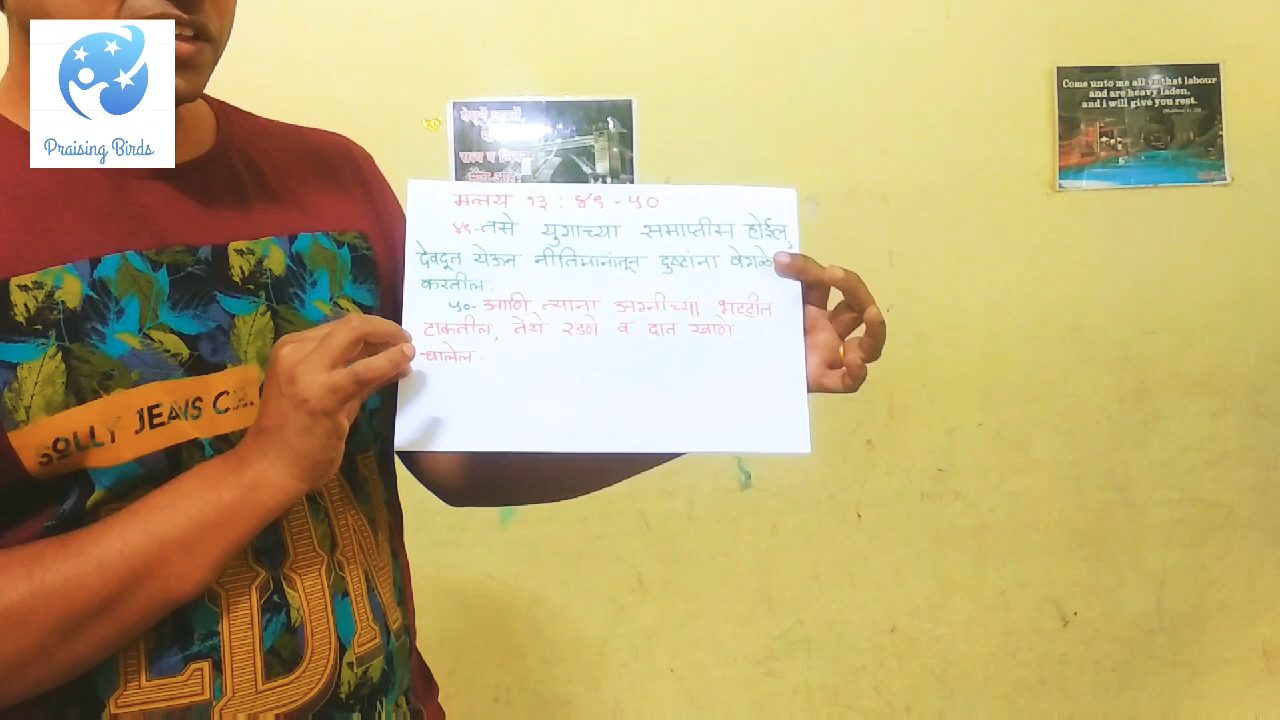 Praising Birds
Come unto me all ye that labour
and are heavy laden,
and i will give you rest.
मत्तय १३ : ४९ - ५०
४९- तसे युगाच्या समाप्तीस होईल,
देवदूत येऊन नीतिमानांतून दुष्टांना वेगळे
करतील.
५०- आणि त्याना अग्नीच्या भट्टीत
टाकतील, तेथे रडणे व दात खाणे
चालेल.
SOLLY JEANS CO.